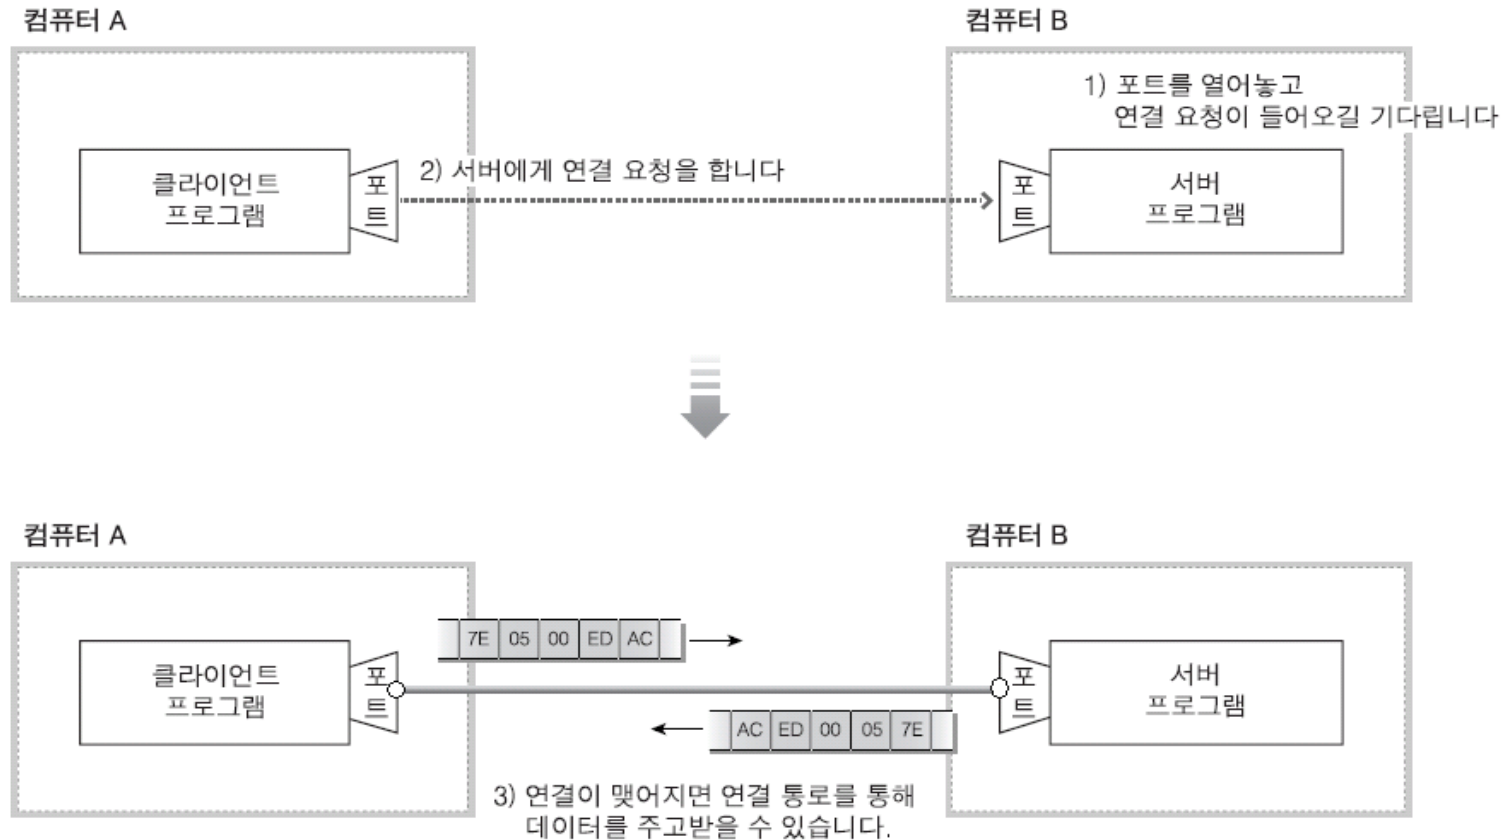 컴퓨터 A
컴퓨터 B
1) 포트를 열어놓고
연결 요청이 들어오길 기다립니다
2) 서버에게 연결 요청을 합니다
클라이언트
프로그램
포
트
포
트
서버
프로그램
컴퓨터 A
컴퓨터 B
7E 05 00 ED AC
클라이언트
프로그램
포
트
포
트
서버
프로그램
AC ED 00 05 7E
3) 연결이 맺어지면 연결 통로를 통해
데이터를 주고받을 수 있습니다.